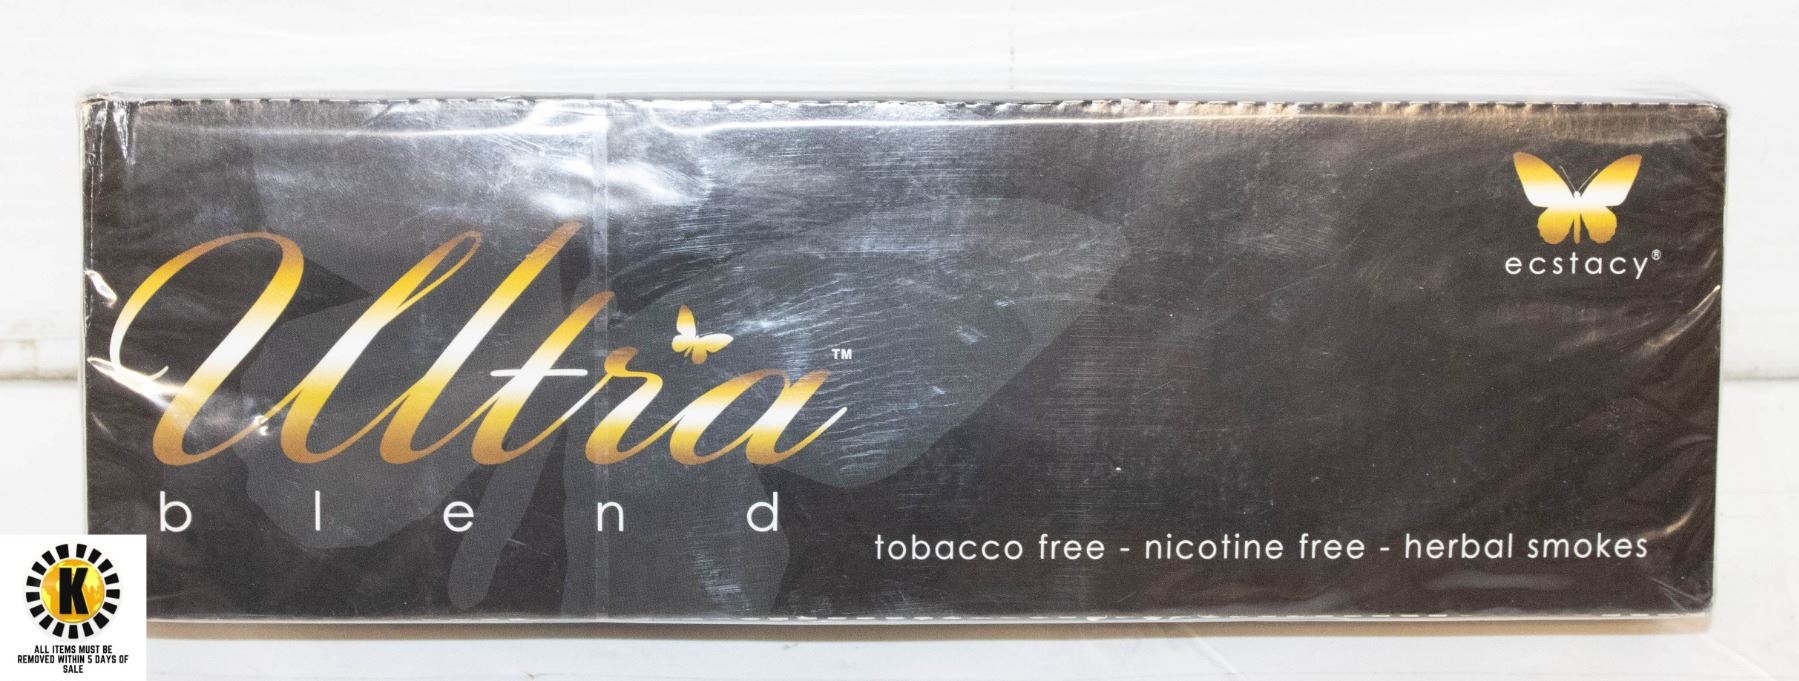 ecstacy®
Ultra™
blend
tobacco free - nicotine free - herbal smokes
K
ALL ITEMS MUST BE
REMOVED WITHIN 5 DAYS OF
SALE